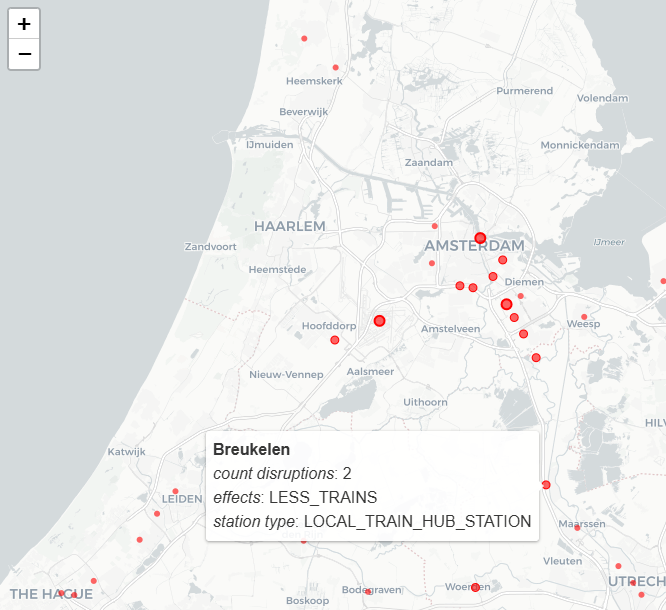 +
−
Heemskerk
Purmerend
Volendam
Beverwijk
IJmuiden
Monnickendam
Zaandam
HAARLEM
Zandvoort
AMSTERDAM
IJmeer
Heemstede
Diemen
Hoofddorp
Amstelveen
Weesp
Aalsmeer
Nieuw-Vennep
Uithoorn
HILV
Katwijk
Breukelen
count disruptions: 2
effects: LESS_TRAINS
station type: LOCAL_TRAIN_HUB_STATION
LEIDEN
Maarssen
Vleuten
UTRECH
THE HAGUE
Bodegraven
Woerden
Boskoop